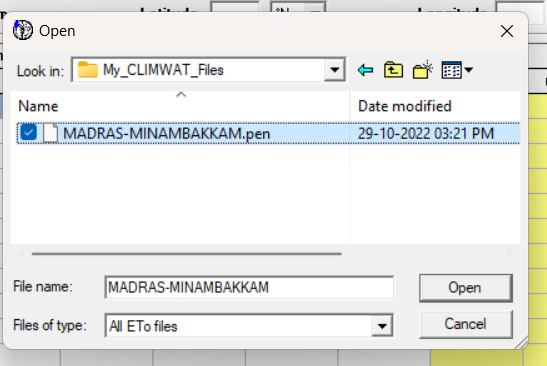 Open
Look in: My_CLIMWAT_Files
Name Date modified
MADRAS-MINAMBAKKAM.pen 29-10-2022 03:21 PM
File name: MADRAS-MINAMBAKKAM Open
Files of type: All ETo files Cancel